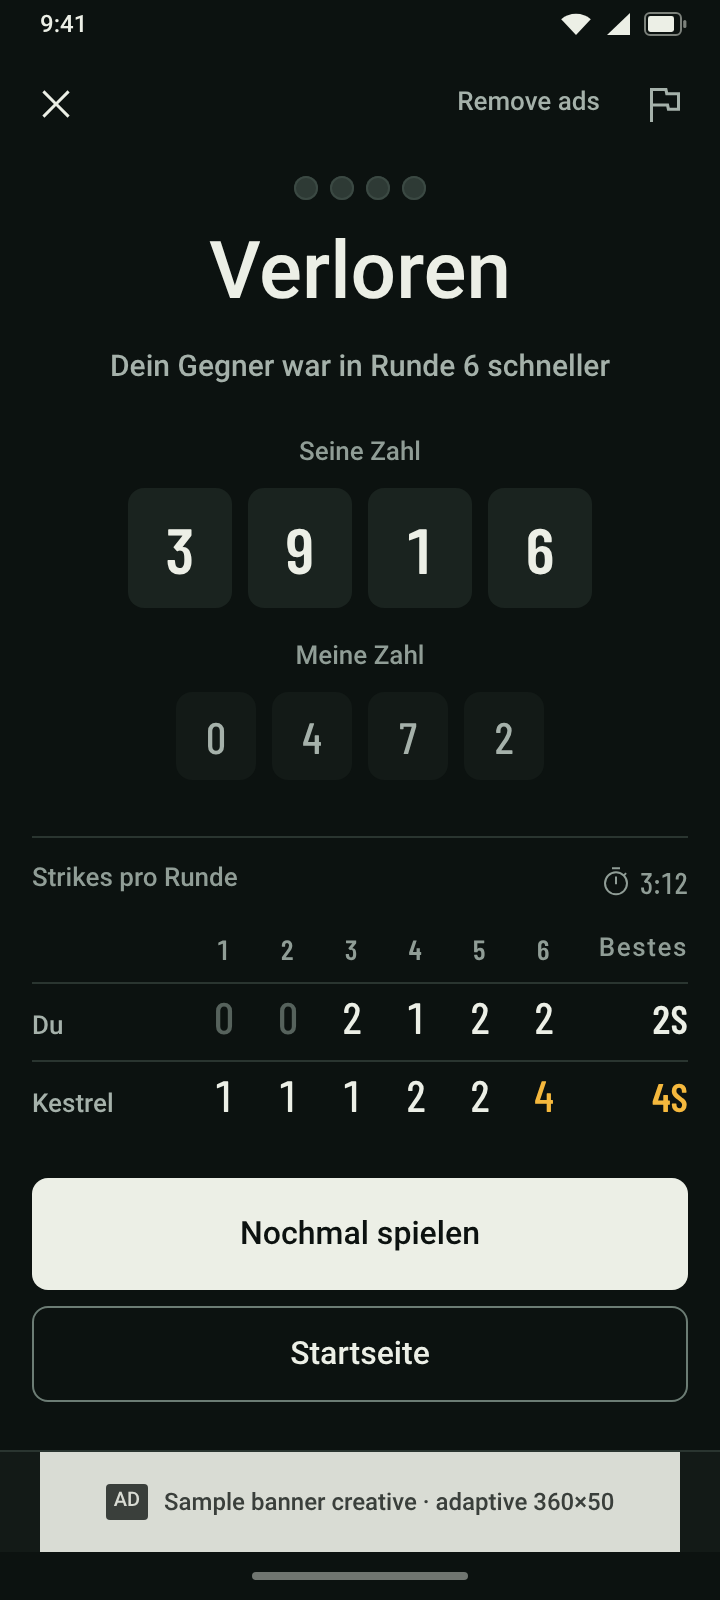 9:41
Remove ads
Verloren
Dein Gegner war in Runde 6 schneller
Seine Zahl
3 9 1 6
Meine Zahl
0 4 7 2
Strikes pro Runde 3:12
1 2 3 4 5 6 Bestes
Du 0 0 2 1 2 2 2S
Kestrel 1 1 1 2 2 4 4S
Nochmal spielen
Startseite
AD Sample banner creative · adaptive 360×50